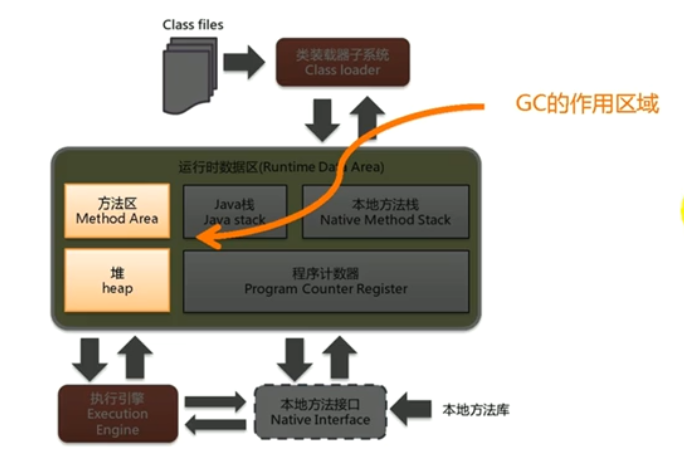 Class files
类装载器子系统
Class loader
GC的作用区域
运行时数据区(Runtime Data Area)
方法区
Method Area
Java栈
Java stack
本地方法栈
Native Method Stack
堆
heap
程序计数器
Program Counter Register
执行引擎
Execution
Engine
本地方法接口
Native Interface
本地方法库